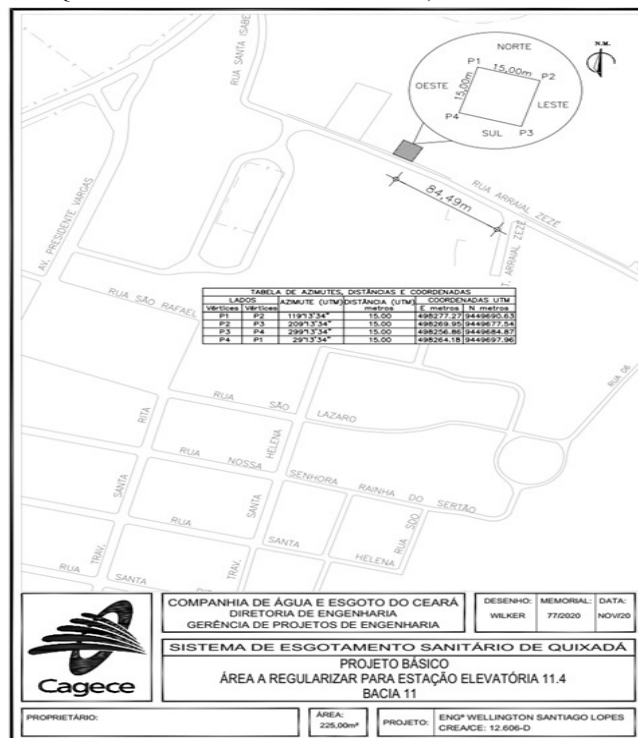 NORTE
N.M.
P1
15,00m
P2
OESTE
15,00m
LESTE
P4
SUL
P3
RUA SANTA ISABE
RUA ARRAIAL ZEZE
84,49m
AV. PRESIDENTE VARGAS
T. ARRAIAL ZEZE
RUA SÃO RAFAEL
TABELA DE AZIMUTES, DISTÂNCIAS E COORDENADAS
LADOS AZIMUTE (UTM) DISTÂNCIA (UTM) COORDENADAS UTM
Vértices Vértices metros E metros N metros
P1 P2 119°13'34" 15.00 498277.27 9449690.63
P2 P3 209°13'34" 15.00 498269.95 9449677.54
P3 P4 299°13'34" 15.00 498256.86 9449684.87
P4 P1 29°13'34" 15.00 498264.18 9449697.96
RUA 06
RUA SÃO LAZARO
RITA
HELENA
RUA NOSSA SENHORA RAINHA DO SERTÃO
SANTA
SANTA
RUA SANTA HELENA
RUA SDO
TRAV.
TRAV.
RUA SANTA
COMPANHIA DE ÁGUA E ESGOTO DO CEARÁ
DIRETORIA DE ENGENHARIA
GERÊNCIA DE PROJETOS DE ENGENHARIA
DESENHO: MEMORIAL: DATA:
WILKER 77/2020 NOV/20
Cagece
SISTEMA DE ESGOTAMENTO SANITÁRIO DE QUIXADÁ
PROJETO BÁSICO
ÁREA A REGULARIZAR PARA ESTAÇÃO ELEVATÓRIA 11.4
BACIA 11
PROPRIETÁRIO:
ÁREA:
225,00m²
PROJETO:
ENGº WELLINGTON SANTIAGO LOPES
CREA/CE: 12.606-D